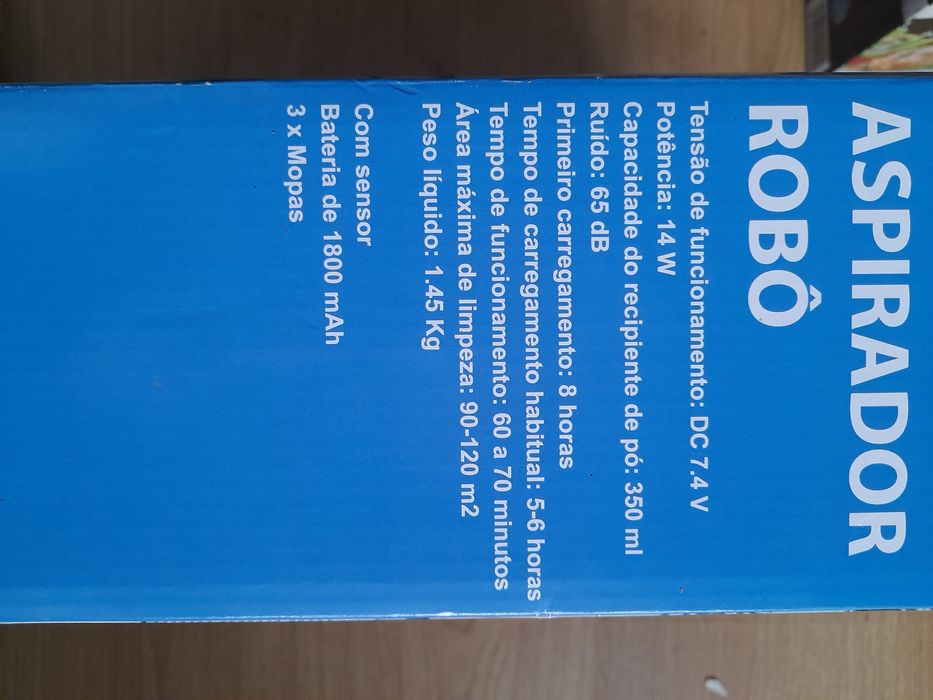 ASPIRADOR
ROBÔ
Tensão de funcionamento: DC 7.4 V
Potência: 14 W
Capacidade do recipiente de pó: 350 ml
Ruído: 65 dB
Primeiro carregamento: 8 horas
Tempo de carregamento habitual: 5-6 horas
Tempo de funcionamento: 60 a 70 minutos
Área máxima de limpeza: 90-120 m2
Peso líquido: 1.45 Kg
Com sensor
Bateria de 1800 mAh
3 x Mopas